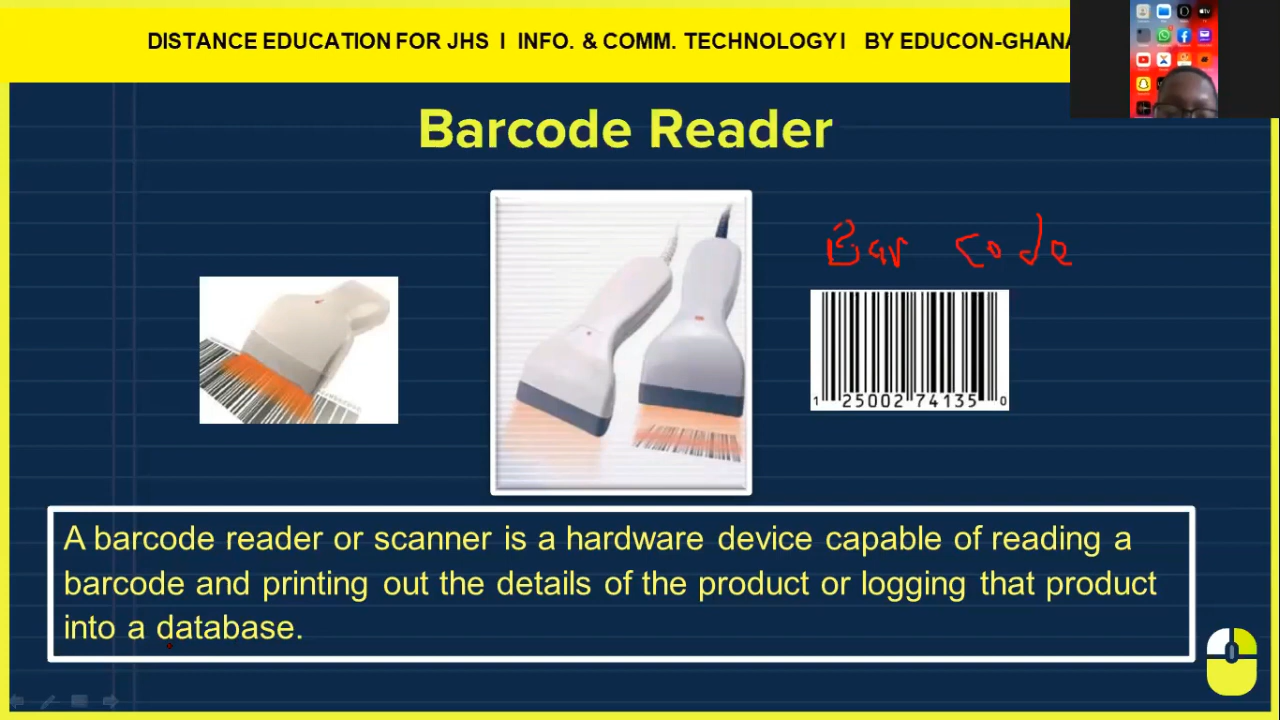 DISTANCE EDUCATION FOR JHS I INFO. & COMM. TECHNOLOGY I BY EDUCON-GHANA
Barcode Reader
Bar code
1 25002 74135 0
A barcode reader or scanner is a hardware device capable of reading a
barcode and printing out the details of the product or logging that product
into a database.